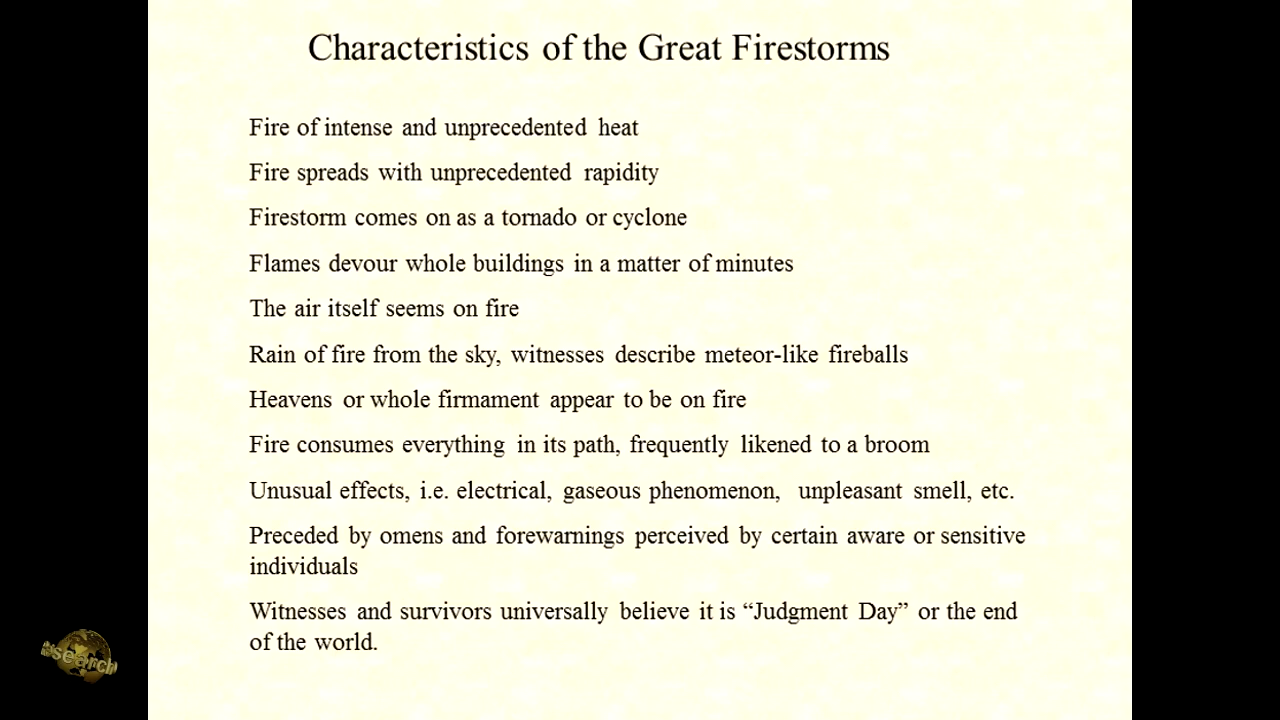 Characteristics of the Great Firestorms
Fire of intense and unprecedented heat
Fire spreads with unprecedented rapidity
Firestorm comes on as a tornado or cyclone
Flames devour whole buildings in a matter of minutes
The air itself seems on fire
Rain of fire from the sky, witnesses describe meteor-like fireballs
Heavens or whole firmament appear to be on fire
Fire consumes everything in its path, frequently likened to a broom
Unusual effects, i.e. electrical, gaseous phenomenon, unpleasant smell, etc.
Preceded by omens and forewarnings perceived by certain aware or sensitive
individuals
Witnesses and survivors universally believe it is “Judgment Day” or the end
of the world.